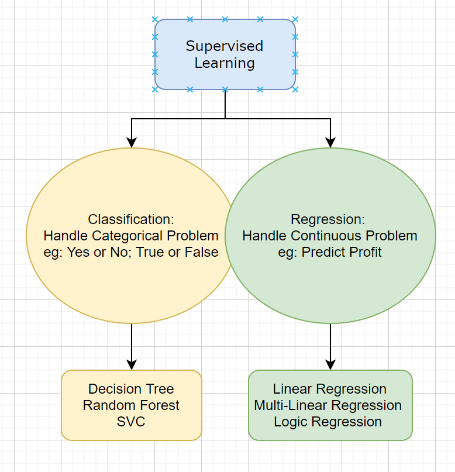 Supervised
Learning
Classification:
Handle Categorical Problem
eg: Yes or No; True or False
Regression:
Handle Continuous Problem
eg: Predict Profit
Decision Tree
Random Forest
SVC
Linear Regression
Multi-Linear Regression
Logic Regression